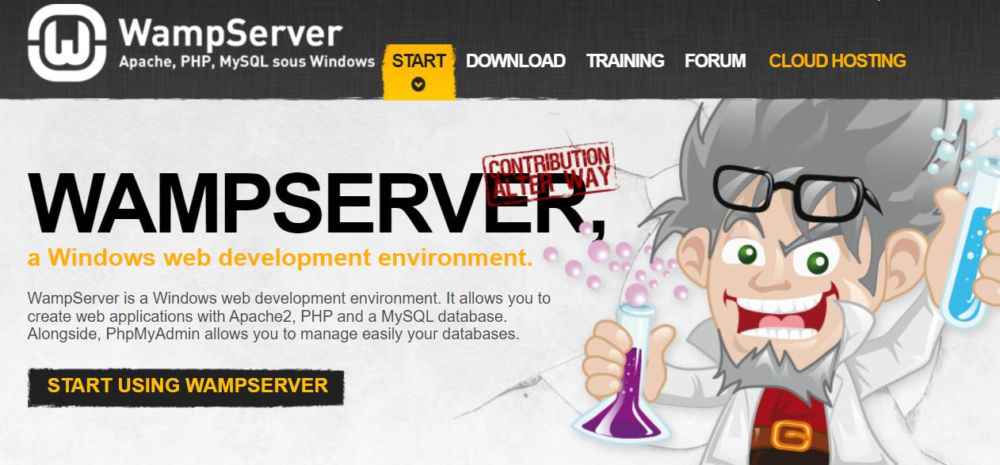 WampServer
Apache, PHP, MySQL sous Windows
START
DOWNLOAD
TRAINING
FORUM
CLOUD HOSTING
CONTRIBUTION
ALTER WAY
WAMPSERVER,
a Windows web development environment.
WampServer is a Windows web development environment. It allows you to
create web applications with Apache2, PHP and a MySQL database.
Alongside, PhpMyAdmin allows you to manage easily your databases.
START USING WAMPSERVER